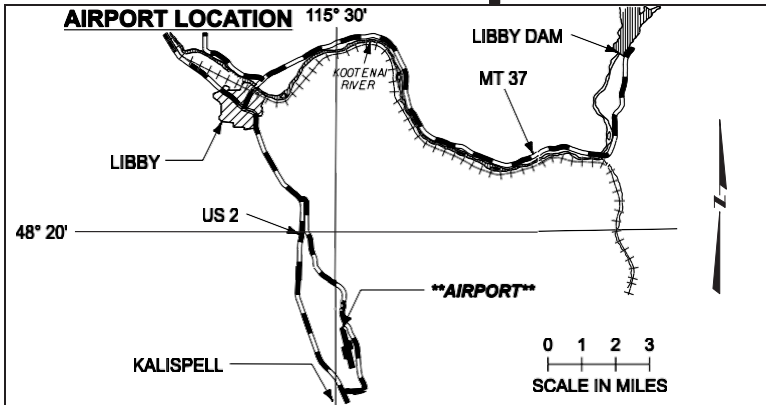 AIRPORT LOCATION
115° 30'
LIBBY DAM
KOOTENAI
RIVER
MT 37
LIBBY
US 2
48° 20'
N
**AIRPORT**
KALISPELL
0 1 2 3
SCALE IN MILES